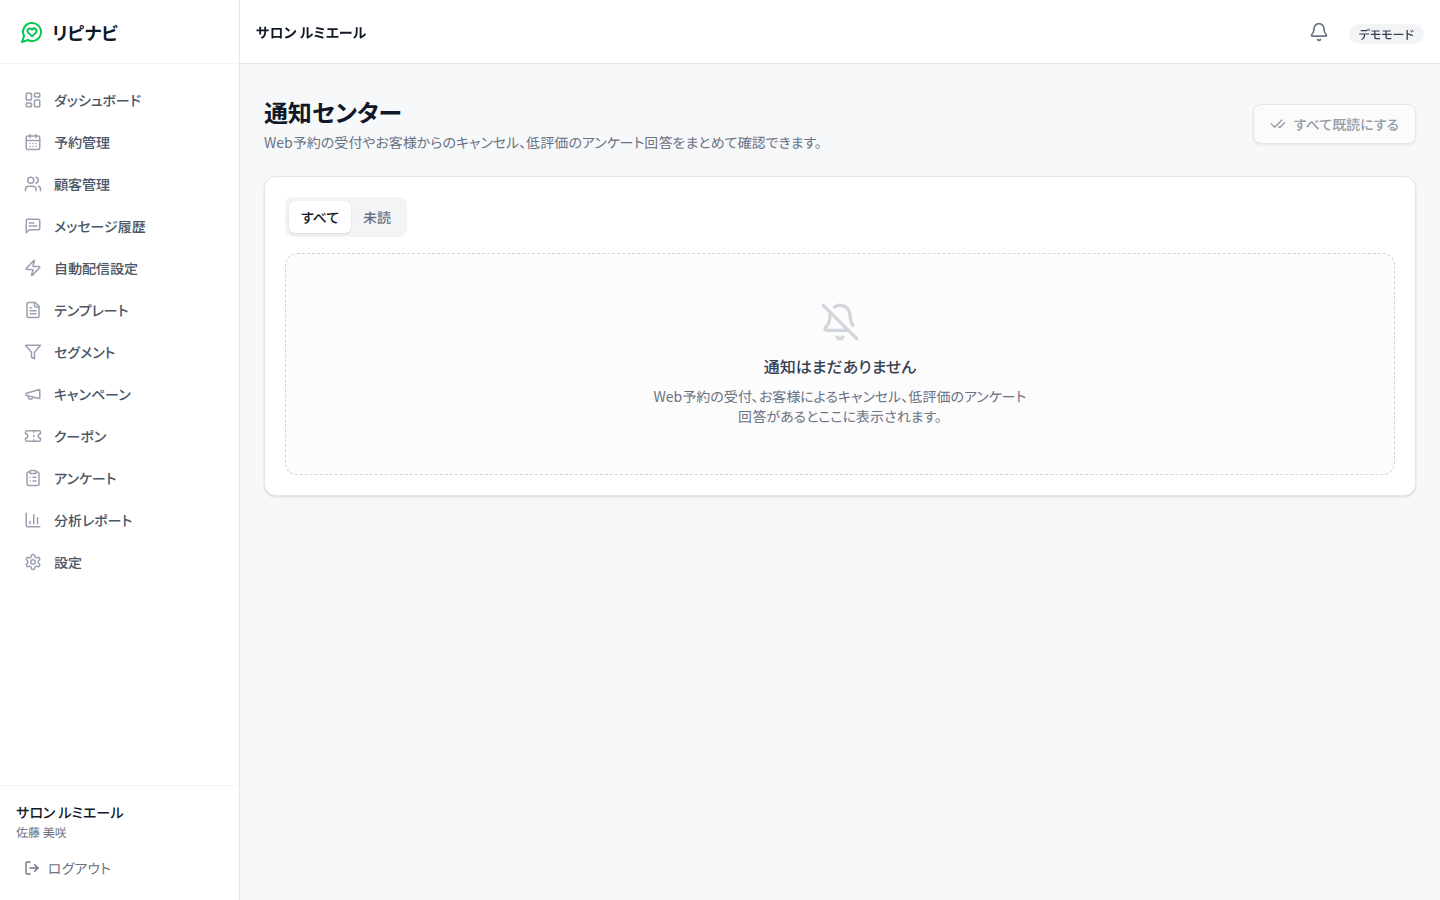 リピナビ
サロン ルミエール
デモモード
ダッシュボード
予約管理
顧客管理
メッセージ履歴
自動配信設定
テンプレート
セグメント
キャンペーン
クーポン
アンケート
分析レポート
設定
通知センター
Web予約の受付やお客様からのキャンセル、低評価のアンケート回答をまとめて確認できます。
すべて既読にする
すべて 未読
通知はまだありません
Web予約の受付、お客様によるキャンセル、低評価のアンケート
回答があるとここに表示されます。
サロン ルミエール
佐藤 美咲
ログアウト